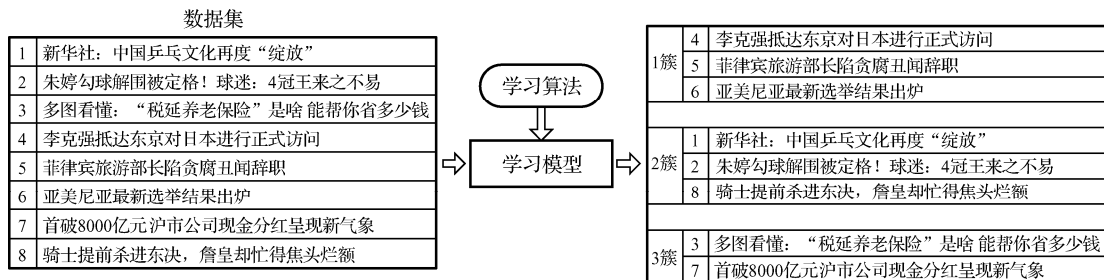 数据集
1 新华社：中国乒乓文化再度“绽放”
2 朱婷勾球解围被定格！球迷：4冠王来之不易
3 多图看懂：“税延养老保险”是啥 能帮你省多少钱
4 李克强抵达东京对日本进行正式访问
5 菲律宾旅游部长陷贪腐丑闻辞职
6 亚美尼亚最新选举结果出炉
7 首破8000亿元沪市公司现金分红呈现新气象
8 骑士提前杀进东决，詹皇却忙得焦头烂额
学习算法
学习模型
1簇
4 李克强抵达东京对日本进行正式访问
5 菲律宾旅游部长陷贪腐丑闻辞职
6 亚美尼亚最新选举结果出炉
2簇
1 新华社：中国乒乓文化再度“绽放”
2 朱婷勾球解围被定格！球迷：4冠王来之不易
8 骑士提前杀进东决，詹皇却忙得焦头烂额
3簇
3 多图看懂：“税延养老保险”是啥 能帮你省多少钱
7 首破8000亿元沪市公司现金分红呈现新气象